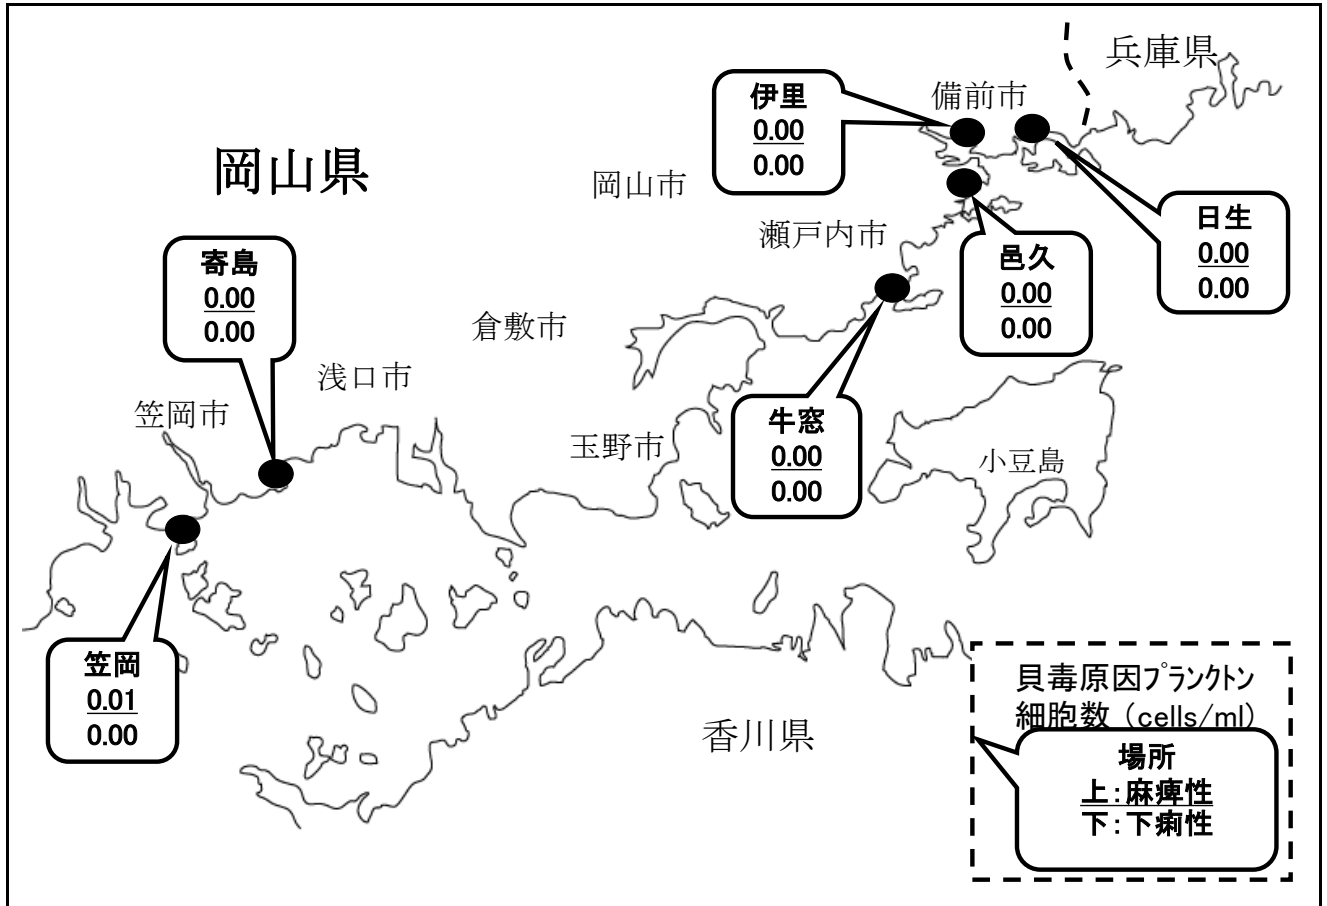 兵庫県
備前市
伊里
0.00
0.00
岡山県
岡山市
日生
0.00
0.00
瀬戸内市
邑久
0.00
0.00
寄島
0.00
0.00
倉敷市
浅口市
笠岡市
牛窓
0.00
0.00
玉野市
小豆島
笠岡
0.01
0.00
香川県
貝毒原因プランクトン
細胞数（cells/ml）
場所
上：麻痺性
下：下痢性